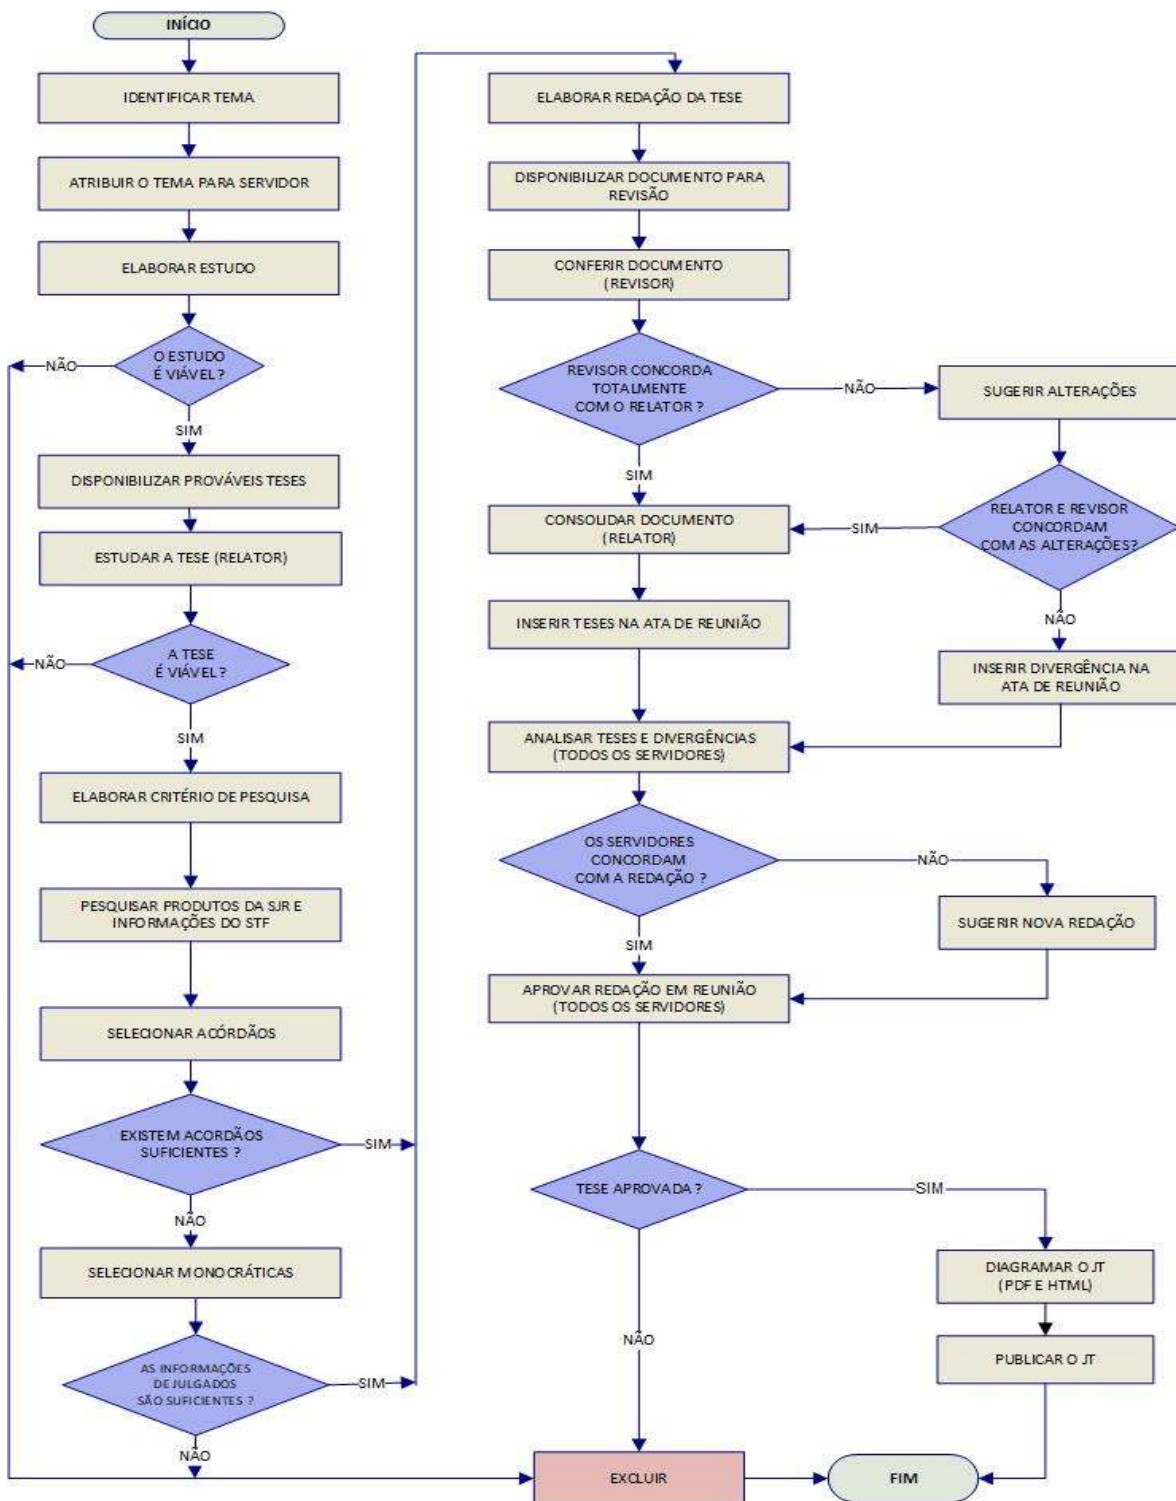 INÍCIO
IDENTIFICAR TEMA
ATRIBUIR O TEMA PARA SERVIDOR
ELABORAR ESTUDO
O ESTUDO
É VIÁVEL ?
NÃO
SIM
DISPONIBILIZAR PROVÁVEIS TESES
ESTUDAR A TESE (RELATOR)
A TESE
É VIÁVEL ?
NÃO
SIM
ELABORAR CRITÉRIO DE PESQUISA
PESQUISAR PRODUTOS DA SJR E
INFORMAÇÕES DO STF
SELECIONAR ACÓRDÃOS
EXISTEM ACORDÃOS
SUFICIENTES ?
SIM
NÃO
SELECIONAR MONOCRÁTICAS
AS INFORMAÇÕES
DE JULGADOS
SÃO SUFICIENTES ?
SIM
NÃO
ELABORAR REDAÇÃO DA TESE
DISPONIBILIZAR DOCUMENTO PARA
REVISÃO
CONFERIR DOCUMENTO
(REVISOR)
REVISOR CONCORDA
TOTALMENTE
COM O RELATOR ?
NÃO
SUGERIR ALTERAÇÕES
SIM
RELATOR E REVISOR
CONCORDAM
COM AS ALTERAÇÕES?
SIM
CONSOLIDAR DOCUMENTO
(RELATOR)
NÃO
INSERIR TESES NA ATA DE REUNIÃO
INSERIR DIVERGÊNCIA NA
ATA DE REUNIÃO
ANALISAR TESES E DIVERGÊNCIAS
(TODOS OS SERVIDORES)
OS SERVIDORES
CONCORDAM
COM A REDAÇÃO ?
NÃO
SUGERIR NOVA REDAÇÃO
SIM
APROVAR REDAÇÃO EM REUNIÃO
(TODOS OS SERVIDORES)
TESE APROVADA ?
SIM
DIAGRAMAR O JT
(PDF E HTML)
PUBLICAR O JT
NÃO
EXCLUIR
FIM